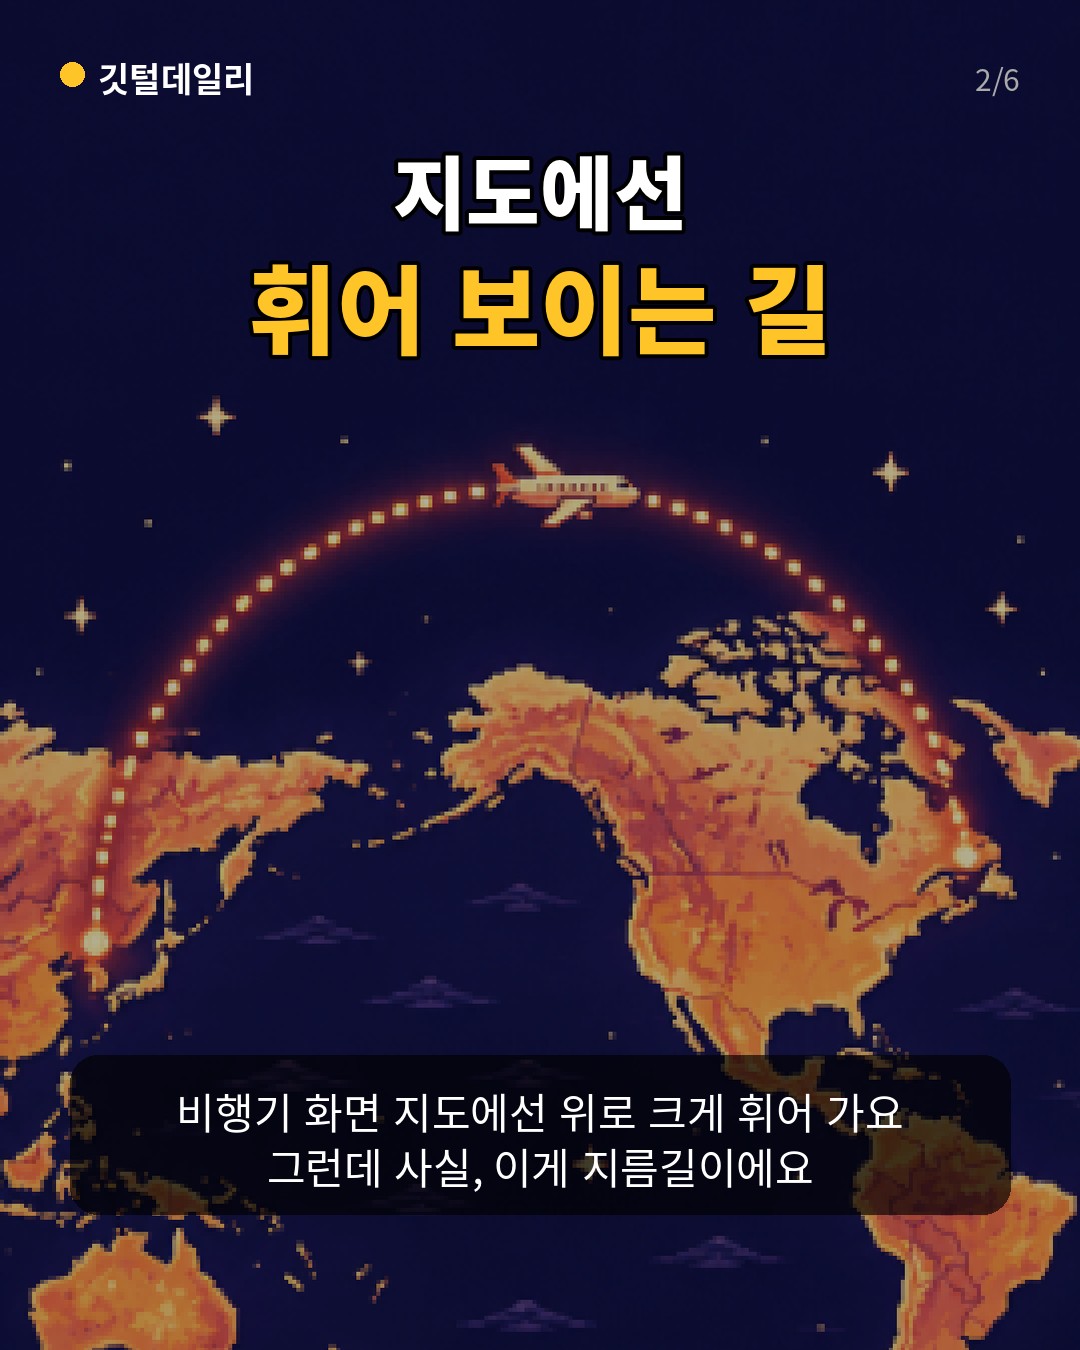 깃털데일리
2/6
지도에선
휘어 보이는 길
비행기 화면 지도에선 위로 크게 휘어 가요
그런데 사실, 이게 지름길이에요